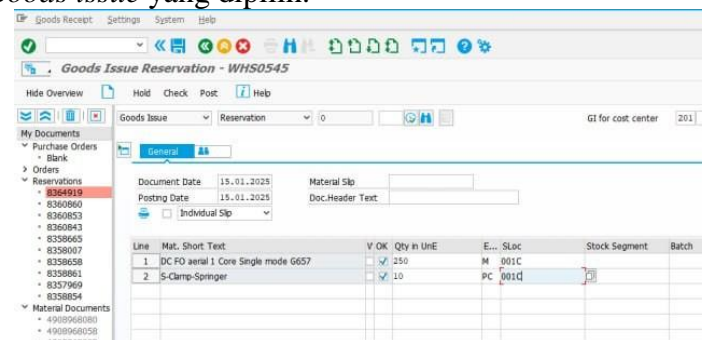 Goods issue yang dipilih.
Goods Receipt Settings System Help
Goods Issue Reservation - WHS0545
Hide Overview Hold Check Post Help
Goods Issue Reservation 0 GI for cost center 201
My Documents
Purchase Orders
Blank
Orders
Reservations
8364919
8360860
8360853
8360843
8358665
8358007
8358658
8358861
8357969
8358854
Material Documents
4908968080
4908968058
General
Document Date 15.01.2025 Material Slip
Posting Date 15.01.2025 Doc.Header Text
Individual Slip
Line Mat. Short Text V OK Qty in UnE E... SLoc Stock Segment Batch
1 DC FO aerial 1 Core Single mode G657 250 M 001C
2 S-Clamp-Springer 10 PC 001C